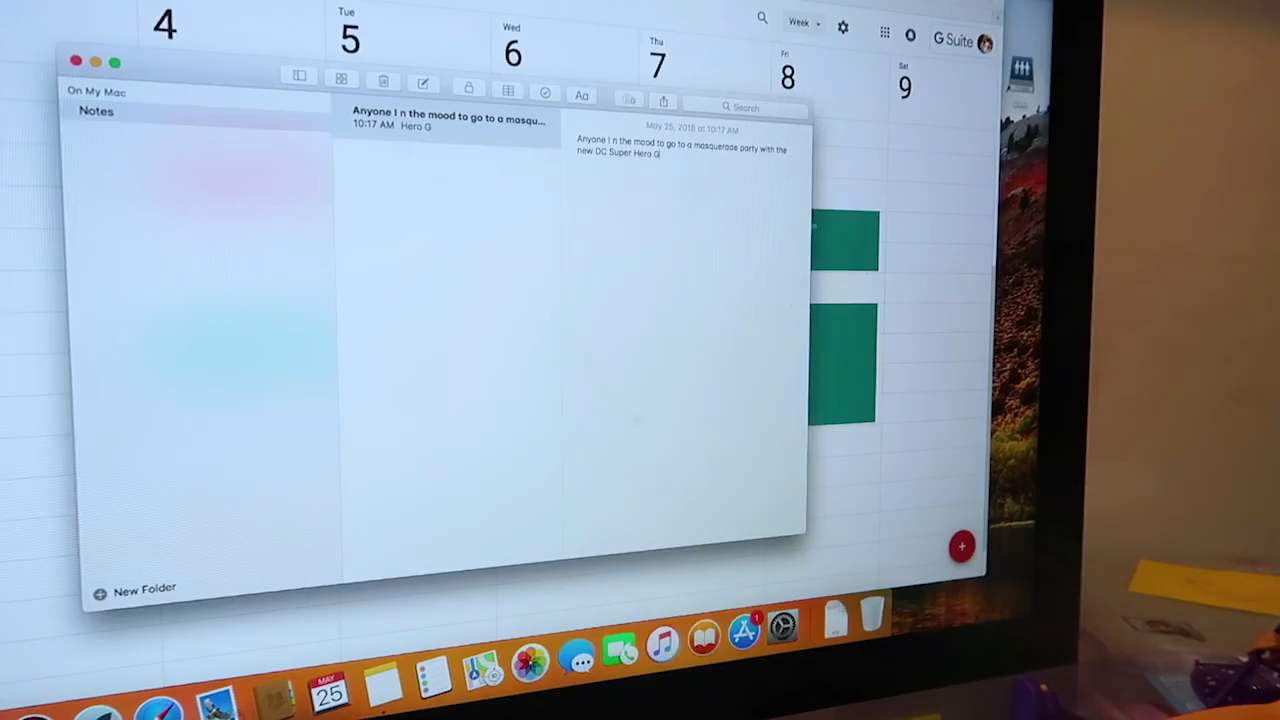 4
Tue
5
Wed
6
Thu
7
Fri
8
Sat
9
Week
G Suite
On My Mac
Notes
Aa
Search
Anyone I n the mood to go to a masqu...
10:17 AM Hero G
May 25, 2018 at 10:17 AM
Anyone I n the mood to go to a masquerade party with the
new DC Super Hero G
+
New Folder
MAY
25
1